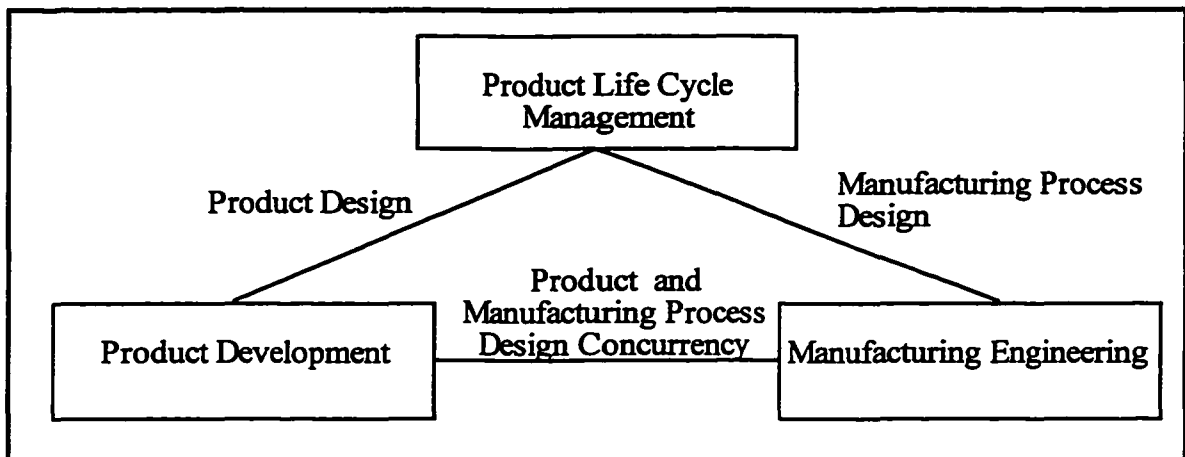 Product Life Cycle
Management
Product Design
Manufacturing Process
Design
Product and
Manufacturing Process
Design Concurrency
Product Development
Manufacturing Engineering